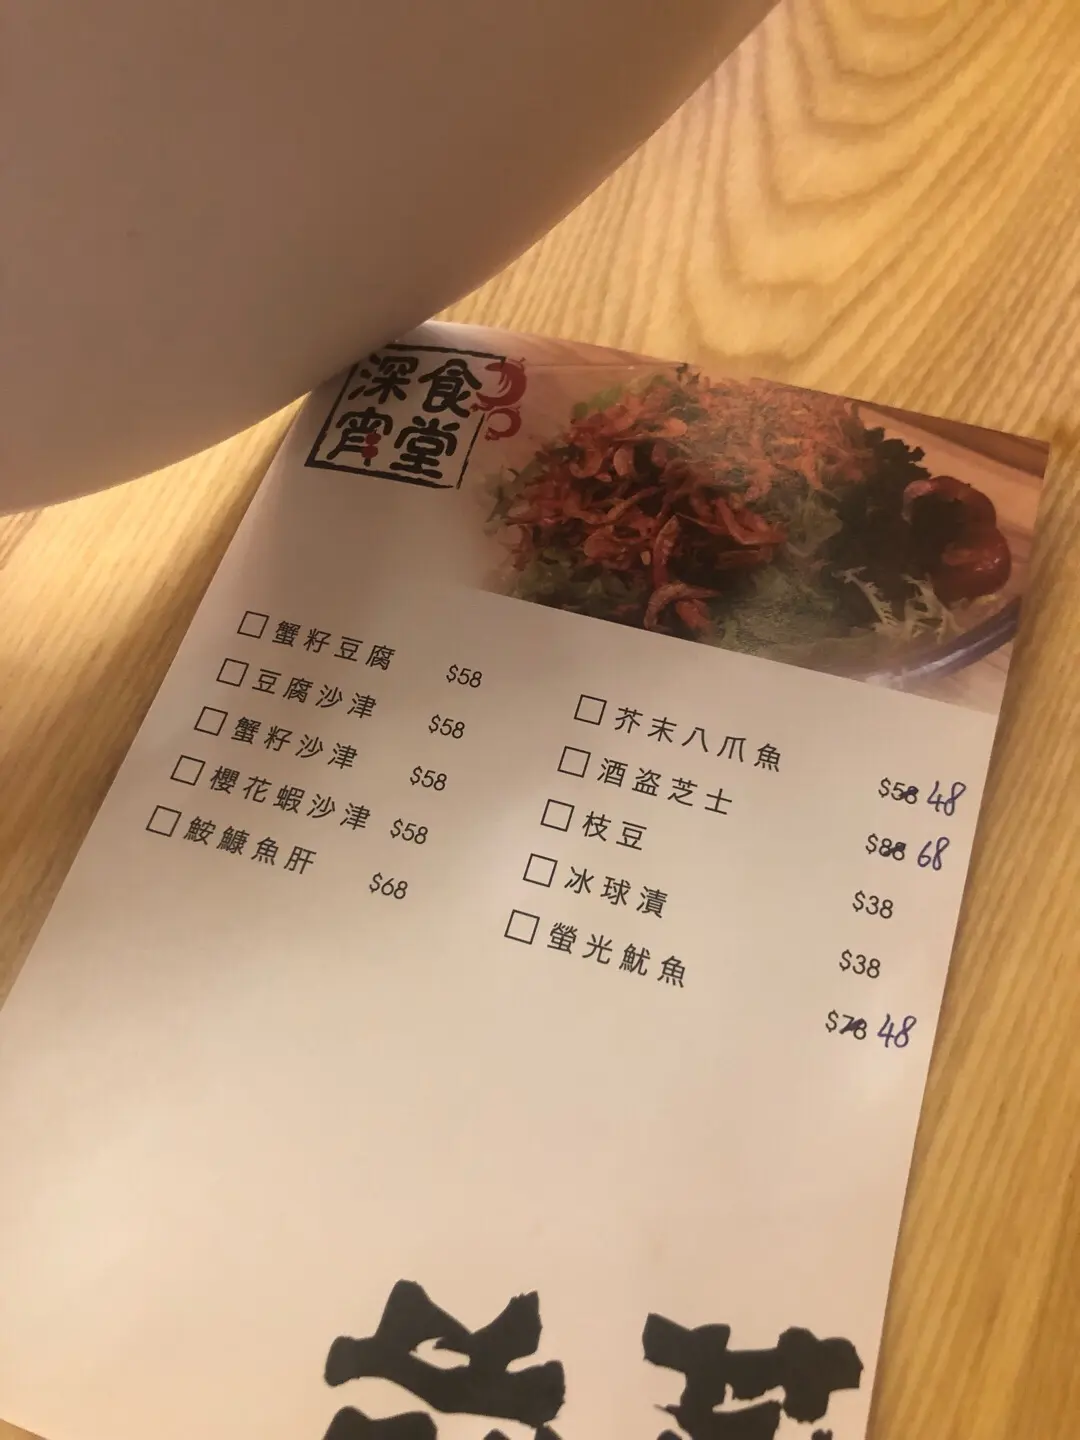 深宵食堂
蟹籽豆腐 $58
豆腐沙津 $58
蟹籽沙津 $58
櫻花蝦沙津 $58
鮟鱇魚肝 $68
芥末八爪魚 $58 48
酒盗芝士 $88 68
枝豆 $38
冰球漬 $38
螢光魷魚 $78 48